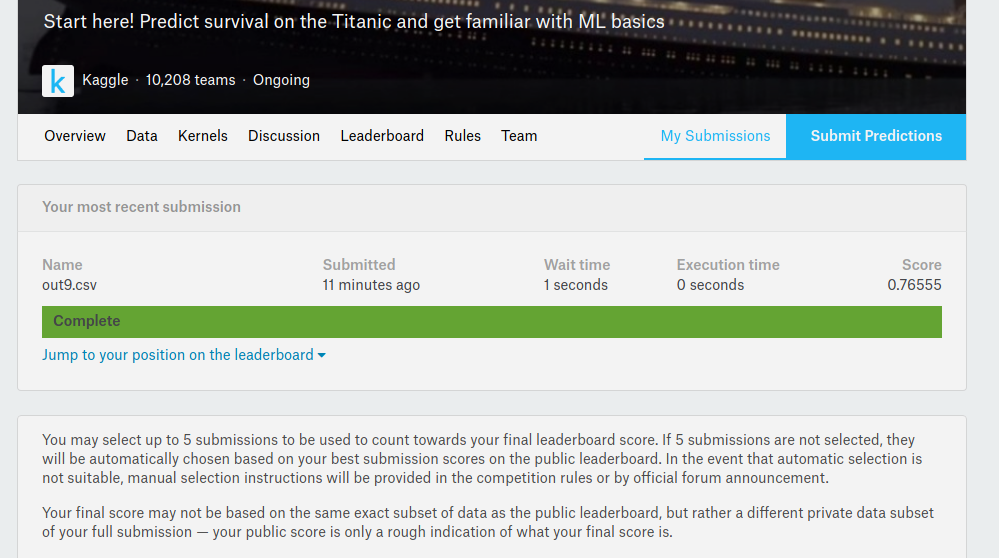 Start here! Predict survival on the Titanic and get familiar with ML basics
k Kaggle · 10,208 teams · Ongoing
Overview Data Kernels Discussion Leaderboard Rules Team My Submissions Submit Predictions
Your most recent submission
Name Submitted Wait time Execution time Score
out9.csv 11 minutes ago 1 seconds 0 seconds 0.76555
Complete
Jump to your position on the leaderboard
You may select up to 5 submissions to be used to count towards your final leaderboard score. If 5 submissions are not selected, they
will be automatically chosen based on your best submission scores on the public leaderboard. In the event that automatic selection is
not suitable, manual selection instructions will be provided in the competition rules or by official forum announcement.
Your final score may not be based on the same exact subset of data as the public leaderboard, but rather a different private data subset
of your full submission — your public score is only a rough indication of what your final score is.